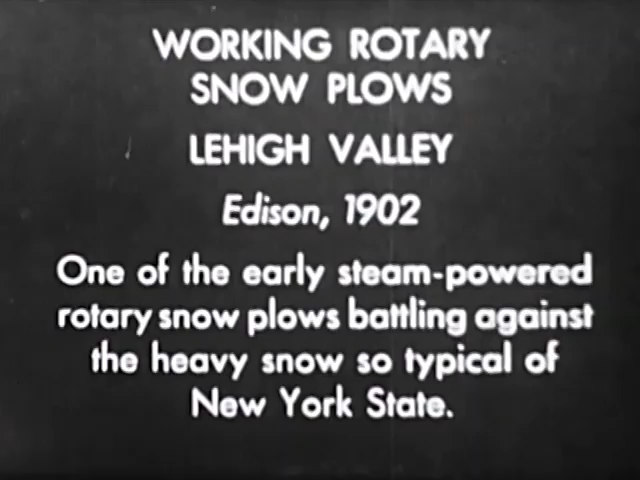 WORKING ROTARY
SNOW PLOWS
LEHIGH VALLEY
Edison, 1902
One of the early steam-powered
rotary snow plows battling against
the heavy snow so typical of
New York State.